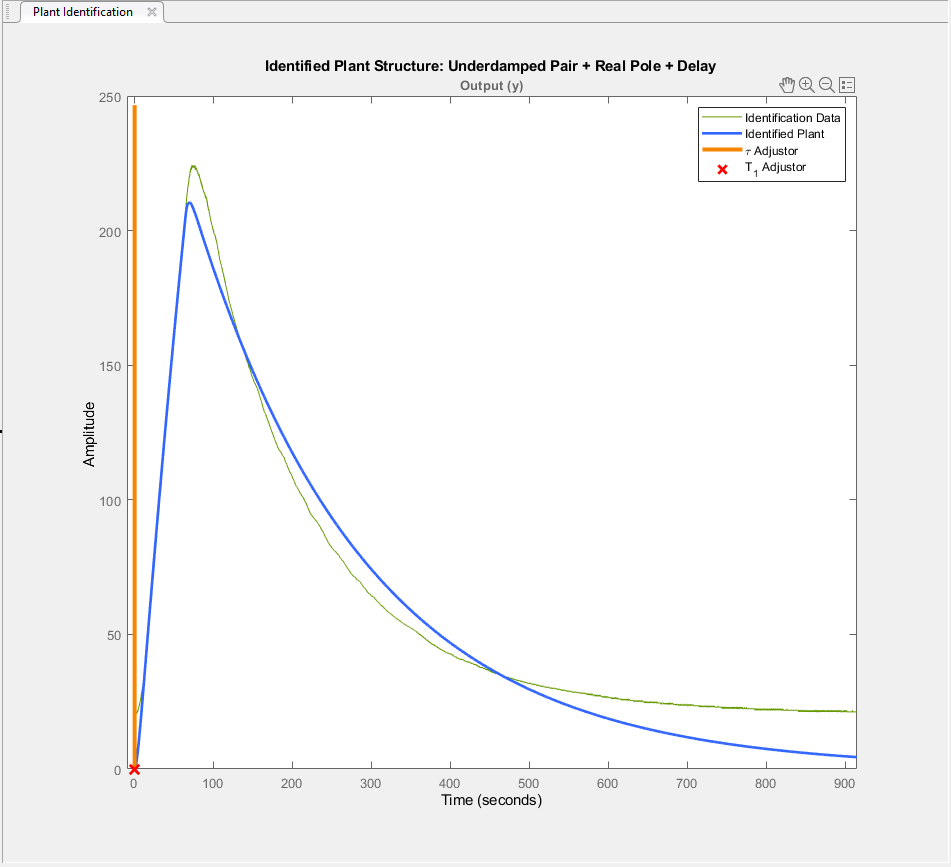 Plant Identification
Identified Plant Structure: Underdamped Pair + Real Pole + Delay
Output (y)
Identification Data
Identified Plant
τ Adjustor
T1 Adjustor
Amplitude
250
200
150
100
50
0
0 100 200 300 400 500 600 700 800 900
Time (seconds)